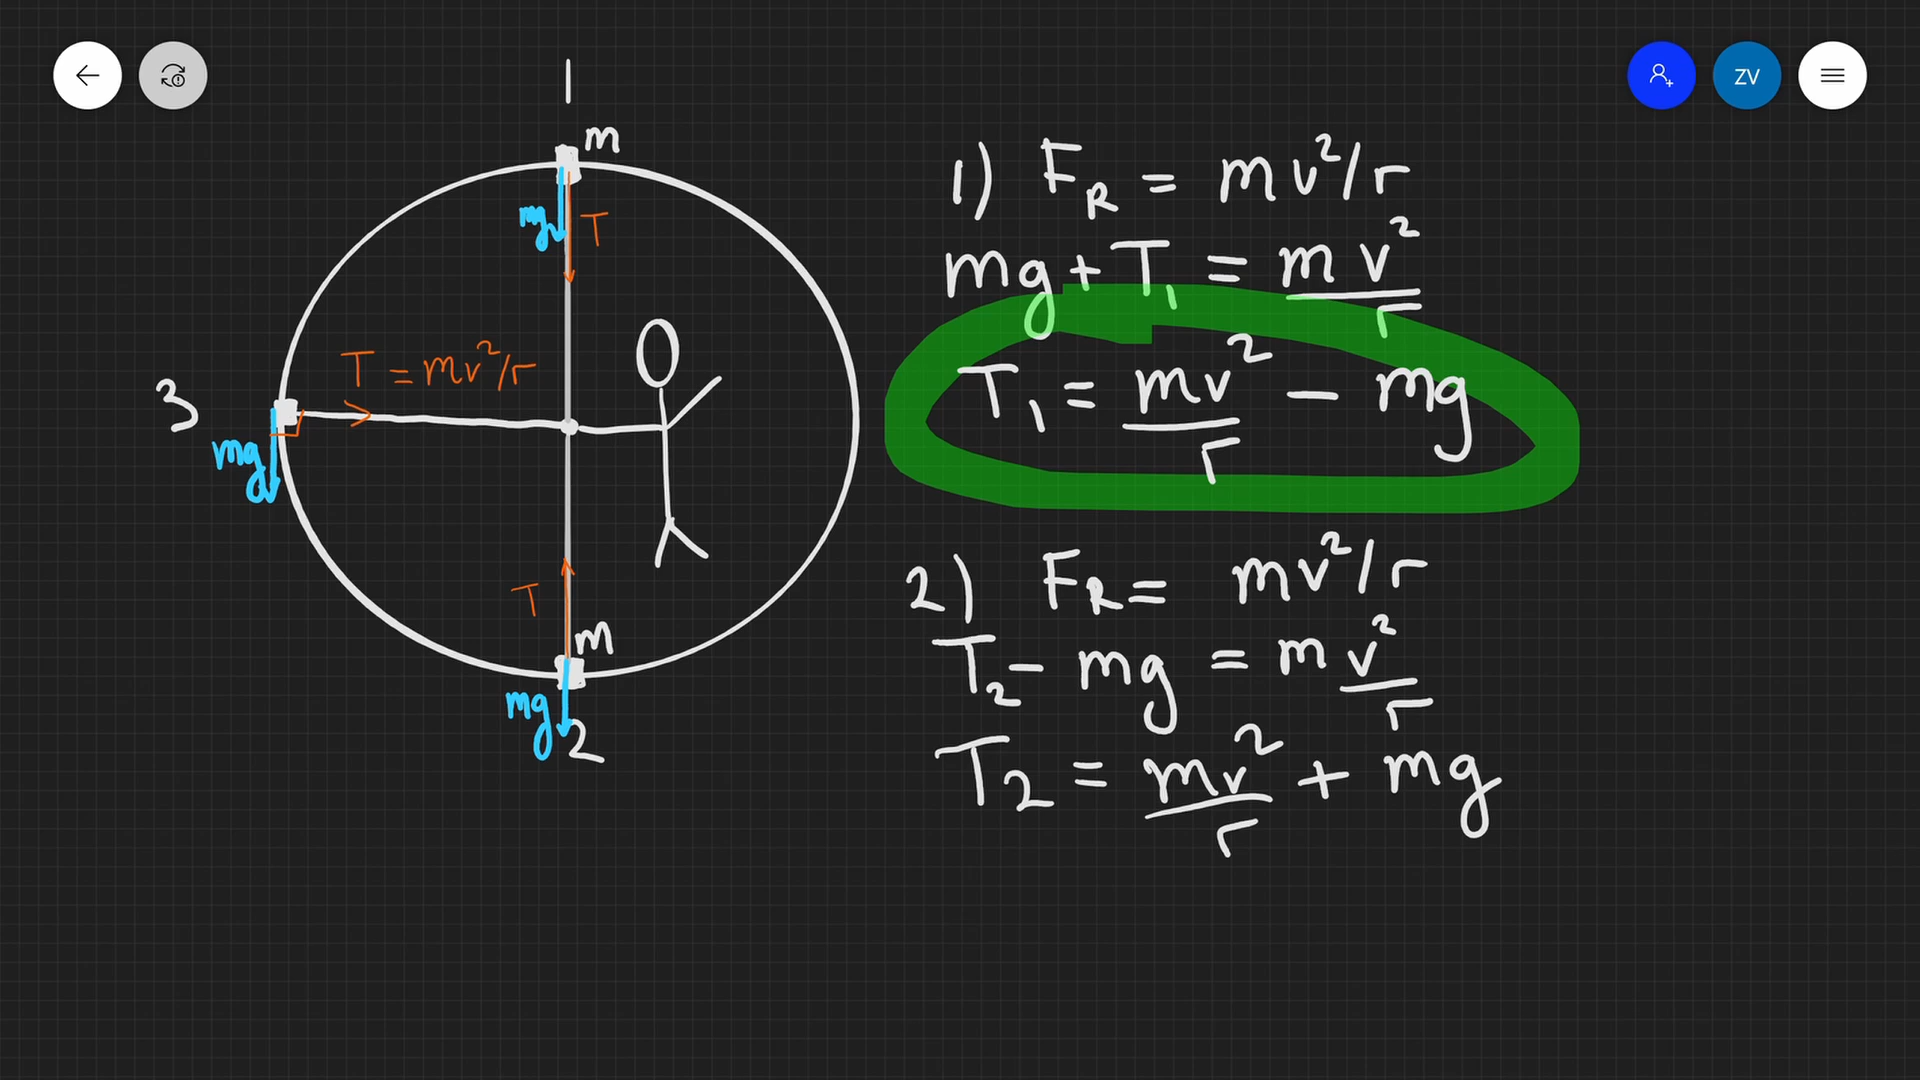 ZV
1
m
mg T
T = mv²/r
3
mg
T
m
mg
2
1) F_R = mv²/r
mg + T₁ = mv²/r
T₁ = mv²/r − mg
2) F_R = mv²/r
T₂ − mg = m v²/r
T₂ = mv²/r + mg